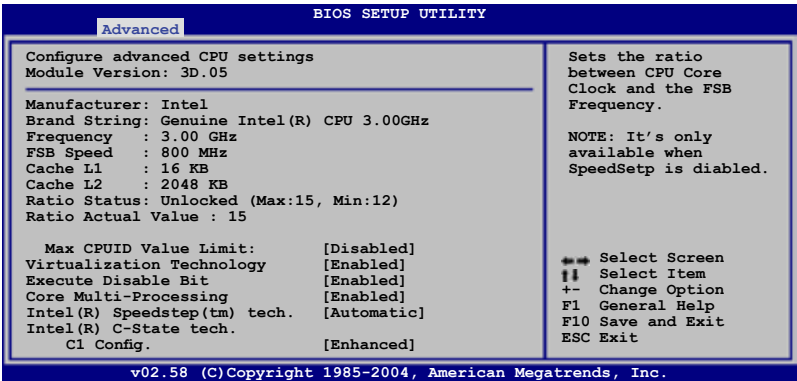 BIOS SETUP UTILITY
Advanced
Configure advanced CPU settings
Module Version: 3D.05
Manufacturer: Intel
Brand String: Genuine Intel(R) CPU 3.00GHz
Frequency : 3.00 GHz
FSB Speed : 800 MHz
Cache L1 : 16 KB
Cache L2 : 2048 KB
Ratio Status: Unlocked (Max:15, Min:12)
Ratio Actual Value : 15
Max CPUID Value Limit: [Disabled]
Virtualization Technology [Enabled]
Execute Disable Bit [Enabled]
Core Multi-Processing [Enabled]
Intel(R) Speedstep(tm) tech. [Automatic]
Intel(R) C-State tech.
C1 Config. [Enhanced]
Sets the ratio
between CPU Core
Clock and the FSB
Frequency.
NOTE: It's only
available when
SpeedSetp is diabled.
Select Screen
Select Item
+- Change Option
F1 General Help
F10 Save and Exit
ESC Exit
v02.58 (C)Copyright 1985-2004, American Megatrends, Inc.